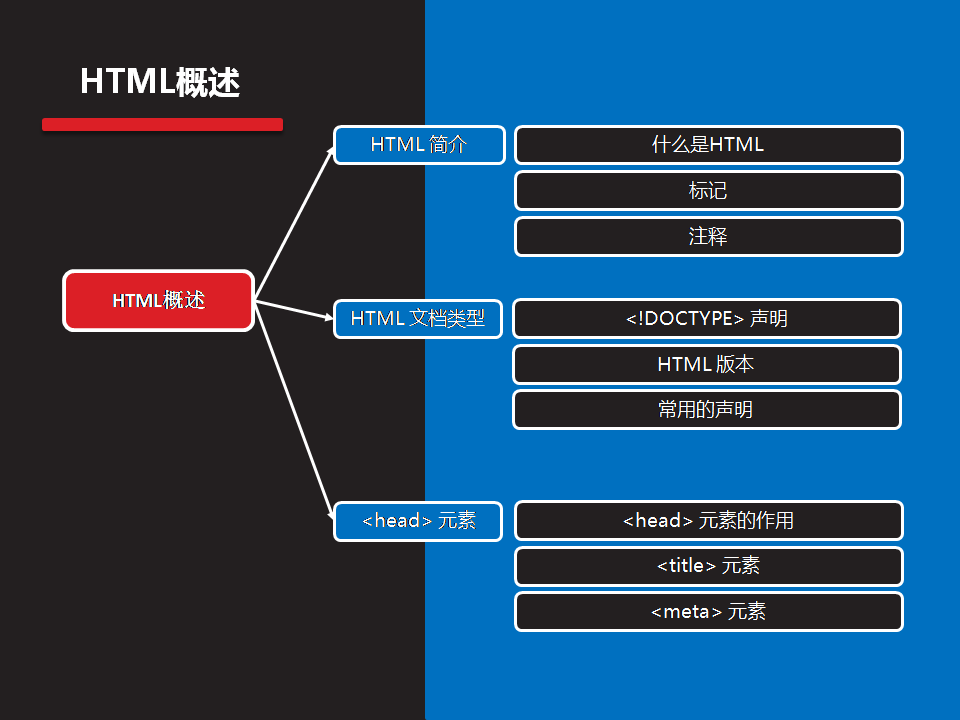 HTML概述
HTML 简介
什么是HTML
标记
注释
HTML概述
HTML 文档类型
<!DOCTYPE> 声明
HTML 版本
常用的声明
<head> 元素
<head> 元素的作用
<title> 元素
<meta> 元素